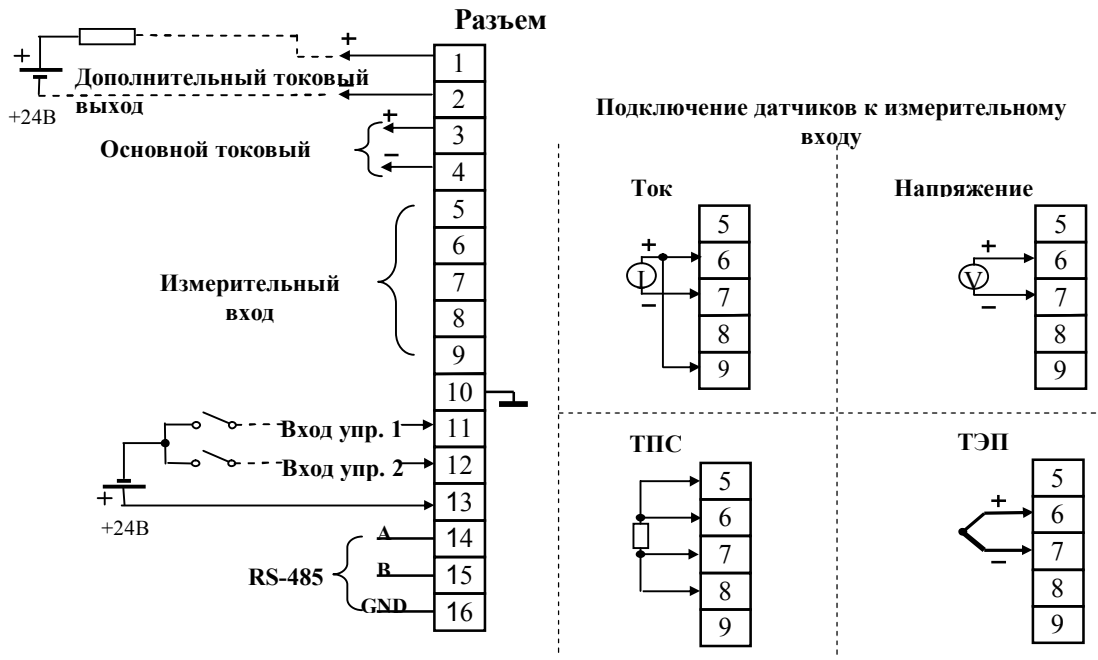 Разъем
+
1
+
Дополнительный токовый
–
выход
2
+24В
+
3
Основной токовый
–
4
5
6
7
Измерительный
вход
8
9
10
Вход упр. 1
11
Вход упр. 2
12
+
13
+24В
A
14
RS-485
B
15
GND
16
Подключение датчиков к измерительному
входу
Ток
5
+
6
I
7
–
8
9
Напряжение
5
+
6
V
7
–
8
9
ТПС
5
6
7
8
9
ТЭП
5
+
6
7
–
8
9